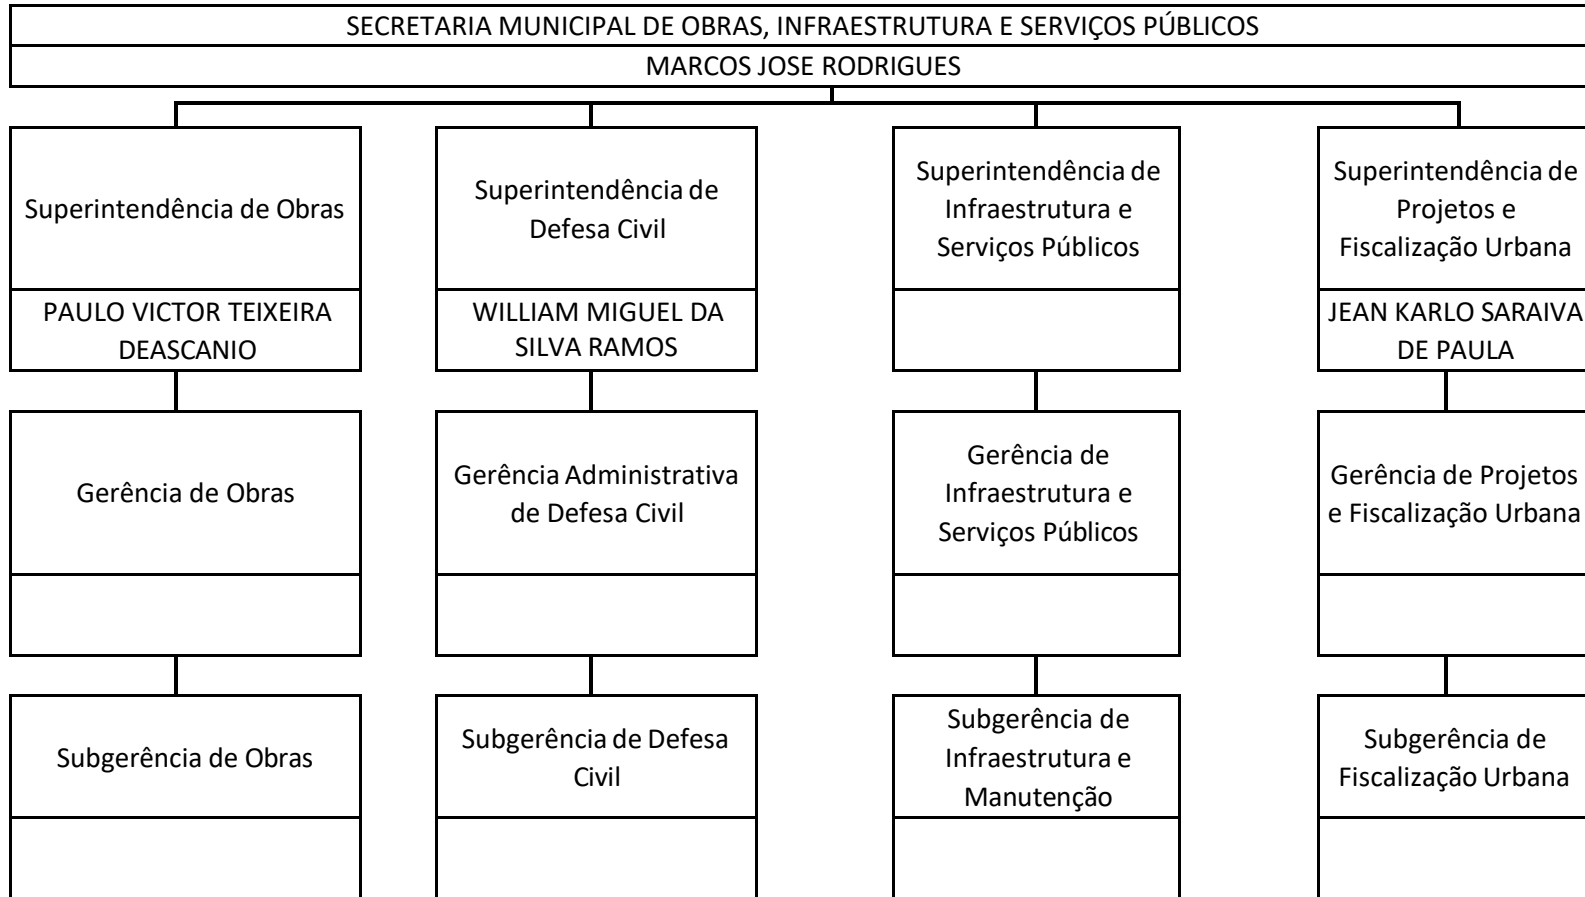 SECRETARIA MUNICIPAL DE OBRAS, INFRAESTRUTURA E SERVIÇOS PÚBLICOS
MARCOS JOSE RODRIGUES
Superintendência de Obras
PAULO VICTOR TEIXEIRA
DEASCANIO
Superintendência de
Defesa Civil
WILLIAM MIGUEL DA
SILVA RAMOS
Superintendência de
Infraestrutura e
Serviços Públicos
Superintendência de
Projetos e
Fiscalização Urbana
JEAN KARLO SARAIVA
DE PAULA
Gerência de Obras
Gerência Administrativa
de Defesa Civil
Gerência de
Infraestrutura e
Serviços Públicos
Gerência de Projetos
e Fiscalização Urbana
Subgerência de Obras
Subgerência de Defesa
Civil
Subgerência de
Infraestrutura e
Manutenção
Subgerência de
Fiscalização Urbana